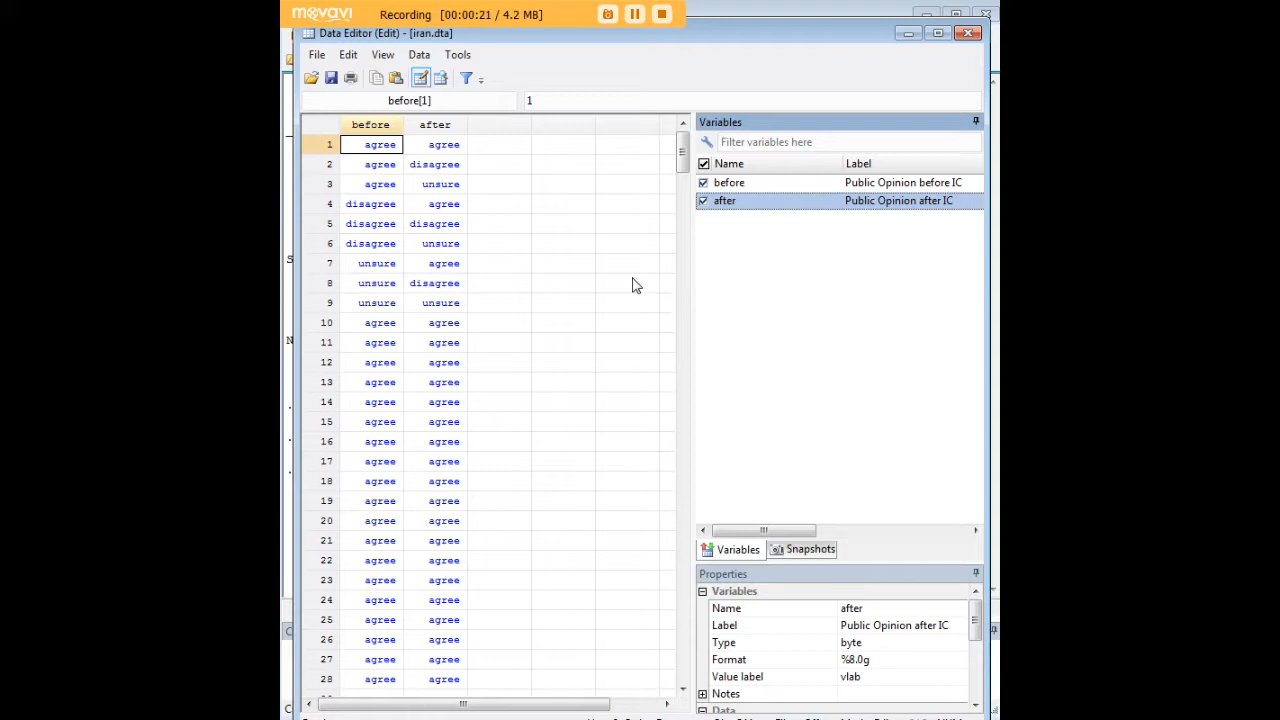 movavi Recording [00:00:21 / 4.2 MB]
Data Editor (Edit) - [iran.dta]
File Edit View Data Tools
before[1] 1
before after
1 agree agree
2 agree disagree
3 agree unsure
4 disagree agree
5 disagree disagree
6 disagree unsure
7 unsure agree
8 unsure disagree
9 unsure unsure
10 agree agree
11 agree agree
12 agree agree
13 agree agree
14 agree agree
15 agree agree
16 agree agree
17 agree agree
18 agree agree
19 agree agree
20 agree agree
21 agree agree
22 agree agree
23 agree agree
24 agree agree
25 agree agree
26 agree agree
27 agree agree
28 agree agree
Variables
Filter variables here
Name Label
before Public Opinion before IC
after Public Opinion after IC
Variables Snapshots
Properties
Variables
Name after
Label Public Opinion after IC
Type byte
Format %8.0g
Value label vlab
Notes
Data